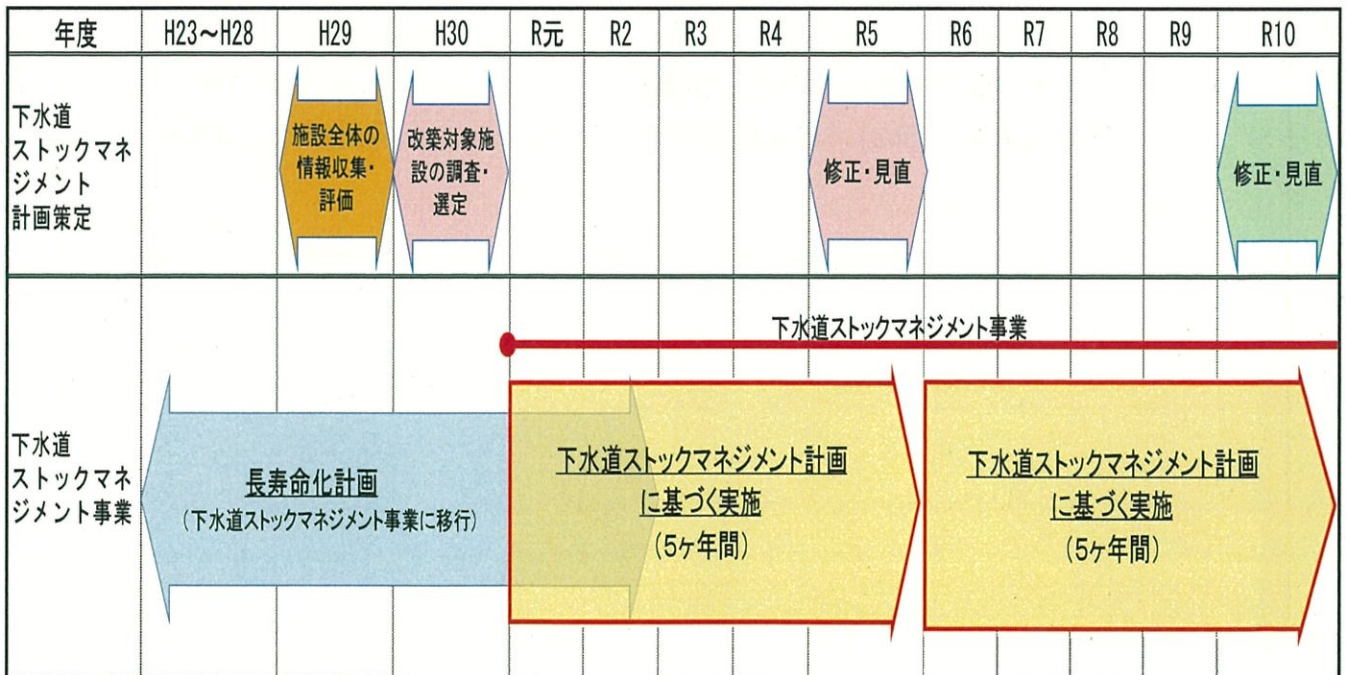 年度 H23~H28 H29 H30 R元 R2 R3 R4 R5 R6 R7 R8 R9 R10
下水道
ストックマネ
ジメント
計画策定
施設全体の
情報収集・
評価
改築対象施
設の調査・
選定
修正・見直
修正・見直
下水道ストックマネジメント事業
下水道
ストックマネ
ジメント事業
長寿命化計画
(下水道ストックマネジメント事業に移行)
下水道ストックマネジメント計画
に基づく実施
(5ヶ年間)
下水道ストックマネジメント計画
に基づく実施
(5ヶ年間)